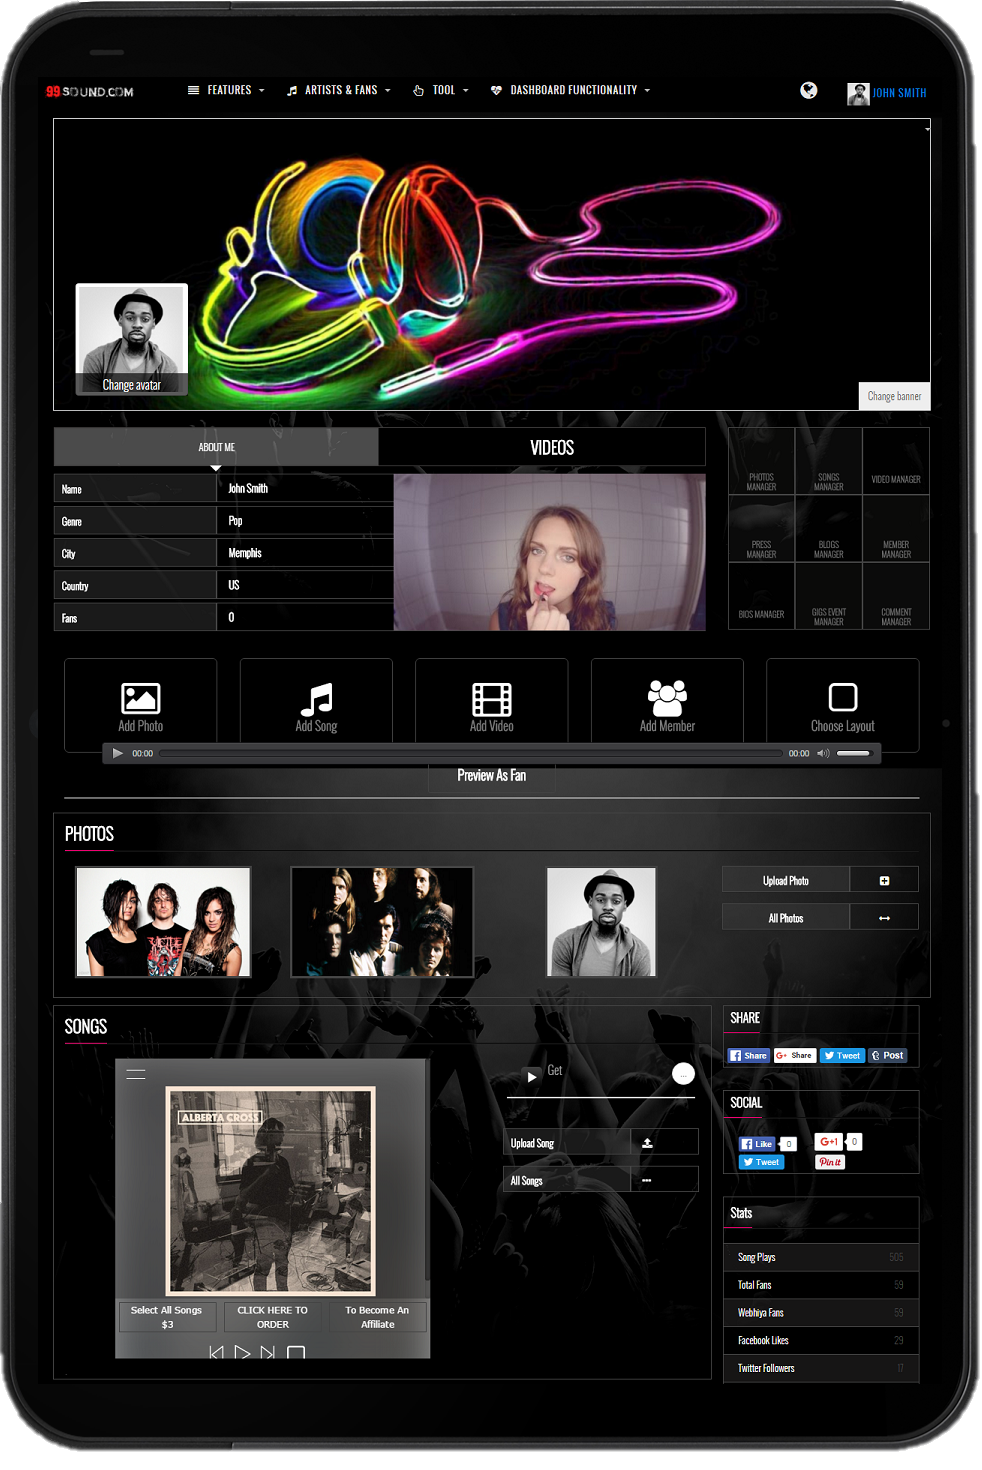 99SOUND.COM
FEATURES
ARTISTS & FANS
TOOL
DASHBOARD FUNCTIONALITY
JOHN SMITH
Change avatar
Change banner
ABOUT ME
VIDEOS
Name
John Smith
Genre
Pop
City
Memphis
Country
US
Fans
0
PHOTOS
MANAGER
SONGS
MANAGER
VIDEO MANAGER
PRESS
MANAGER
BLOGS
MANAGER
MEMBER
MANAGER
BIOS MANAGER
GIGS EVENT
MANAGER
COMMENT
MANAGER
Add Photo
Add Song
Add Video
Add Member
Choose Layout
00:00
00:00
Preview As Fan
PHOTOS
Upload Photo
All Photos
SONGS
ALBERTA CROSS
Select All Songs
$3
CLICK HERE TO
ORDER
To Become An
Affiliate
Get
...
Upload Song
All Songs
SHARE
Share
G+ Share
Tweet
Post
SOCIAL
Like
0
G+1
0
Tweet
Pin it
Stats
Song Plays
505
Total Fans
59
Webhiya Fans
59
Facebook Likes
29
Twitter Followers
17